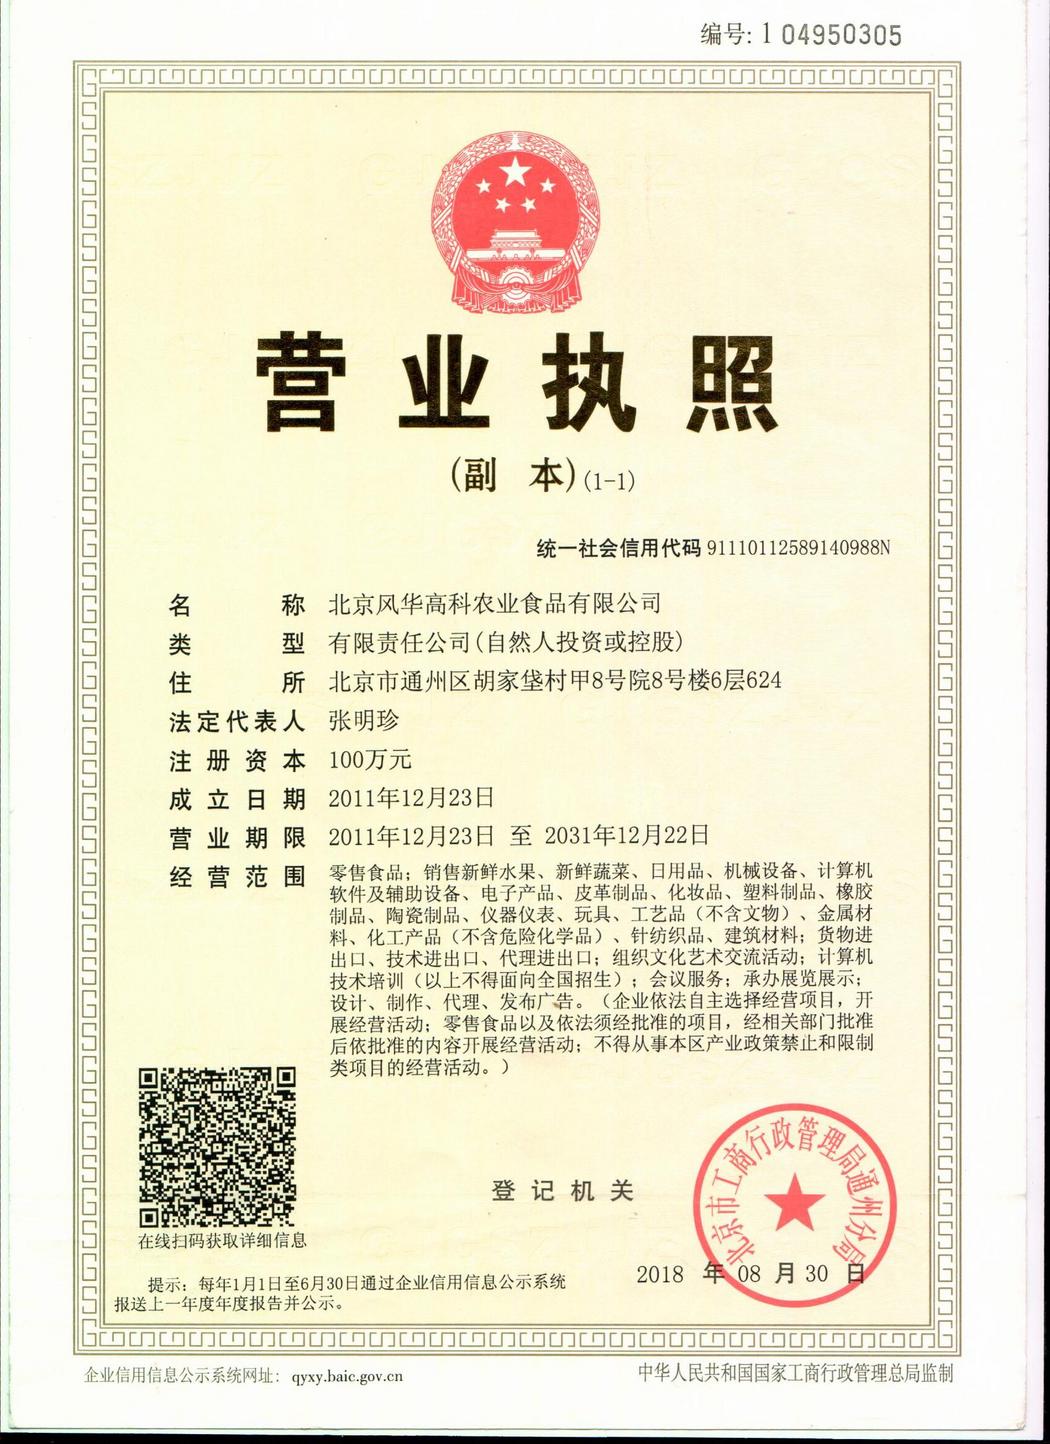 编号: 1 04950305
营业执照
(副 本) (1-1)
统一社会信用代码 91110112589140988N
名 称 北京风华高科农业食品有限公司
类 型 有限责任公司(自然人投资或控股)
住 所 北京市通州区胡家垡村甲8号院8号楼6层624
法定代表人 张明珍
注册资本 100万元
成立日期 2011年12月23日
营业期限 2011年12月23日 至 2031年12月22日
经营范围 零售食品；销售新鲜水果、新鲜蔬菜、日用品、机械设备、计算机
软件及辅助设备、电子产品、皮革制品、化妆品、塑料制品、橡胶
制品、陶瓷制品、仪器仪表、玩具、工艺品（不含文物）、金属材
料、化工产品（不含危险化学品）、针纺织品、建筑材料；货物进
出口、技术进出口、代理进出口；组织文化艺术交流活动；计算机
技术培训（以上不得面向全国招生）；会议服务；承办展览展示；
设计、制作、代理、发布广告。（企业依法自主选择经营项目，开
展经营活动；零售食品以及依法须经批准的项目，经相关部门批准
后依批准的内容开展经营活动；不得从事本区产业政策禁止和限制
类项目的经营活动。）
在线扫码获取详细信息
登记机关
北京市工商行政管理局通州分局
2018 年 08 月 30 日
提示：每年1月1日至6月30日通过企业信用信息公示系统
报送上一年度年度报告并公示。
企业信用信息公示系统网址： qyxy.baic.gov.cn
中华人民共和国国家工商行政管理总局监制